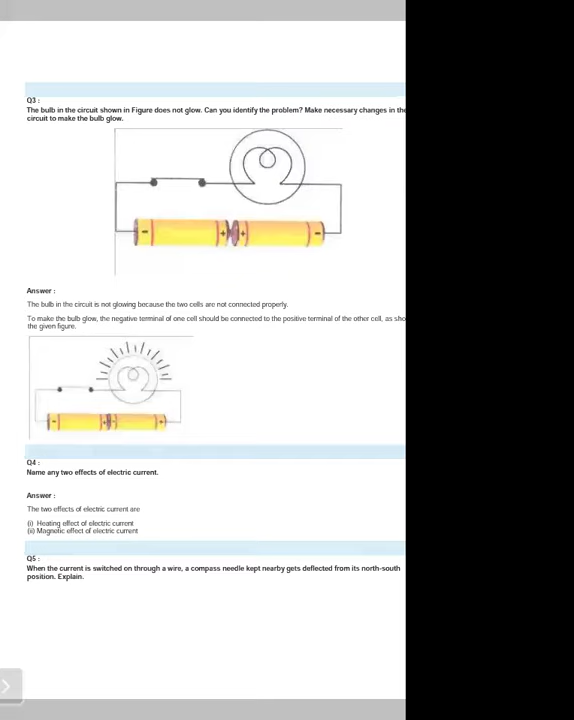 Q3 :
The bulb in the circuit shown in Figure does not glow. Can you identify the problem? Make necessary changes in the
circuit to make the bulb glow.
- + + -
Answer :
The bulb in the circuit is not glowing because the two cells are not connected properly.
To make the bulb glow, the negative terminal of one cell should be connected to the positive terminal of the other cell, as sho
the given figure.
Q4 :
Name any two effects of electric current.
Answer :
The two effects of electric current are
(i) Heating effect of electric current
(ii) Magnetic effect of electric current
Q5 :
When the current is switched on through a wire, a compass needle kept nearby gets deflected from its north-south
position. Explain.